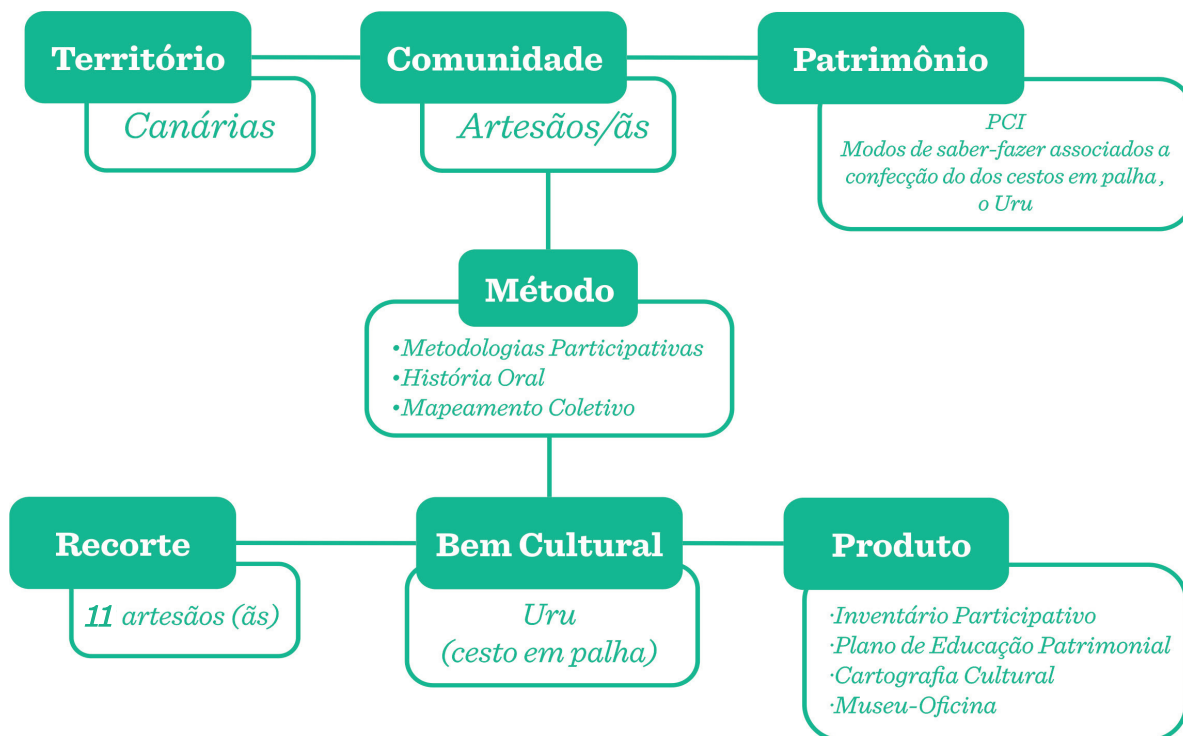 Território
Canárias
Comunidade
Artesãos/ãs
Patrimônio
PCI
Modos de saber-fazer associados a
confecção do dos cestos em palha,
o Uru
Método
•Metodologias Participativas
•História Oral
•Mapeamento Coletivo
Recorte
11 artesãos (ãs)
Bem Cultural
Uru
(cesto em palha)
Produto
·Inventário Participativo
·Plano de Educação Patrimonial
·Cartografia Cultural
·Museu-Oficina